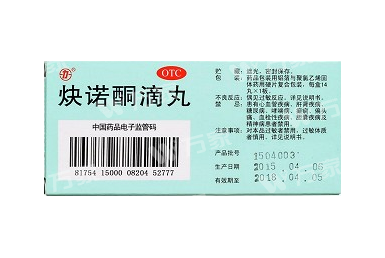 OTC
炔诺酮滴丸
中国药品电子监管码
81754 15000 08204 52777
贮　藏：遮光，密封保存。
包　装：药品包装用铝箔与聚氯乙烯固
体药用硬片复合包装，每盒14
丸×1板。
不良反应：偶见过敏反应，详见说明书。
禁　忌：患有心血管疾病、肝肾疾病、
糖尿病、哮喘病、癫痫、偏头
痛、血栓性疾病、胆囊疾病及
精神病患者禁用。
注意事项：对本品过敏者禁用，过敏体质
者慎用，详见说明书。
产品批号 1504003
生产日期 2015.04.06
有效期至 2018.04.05